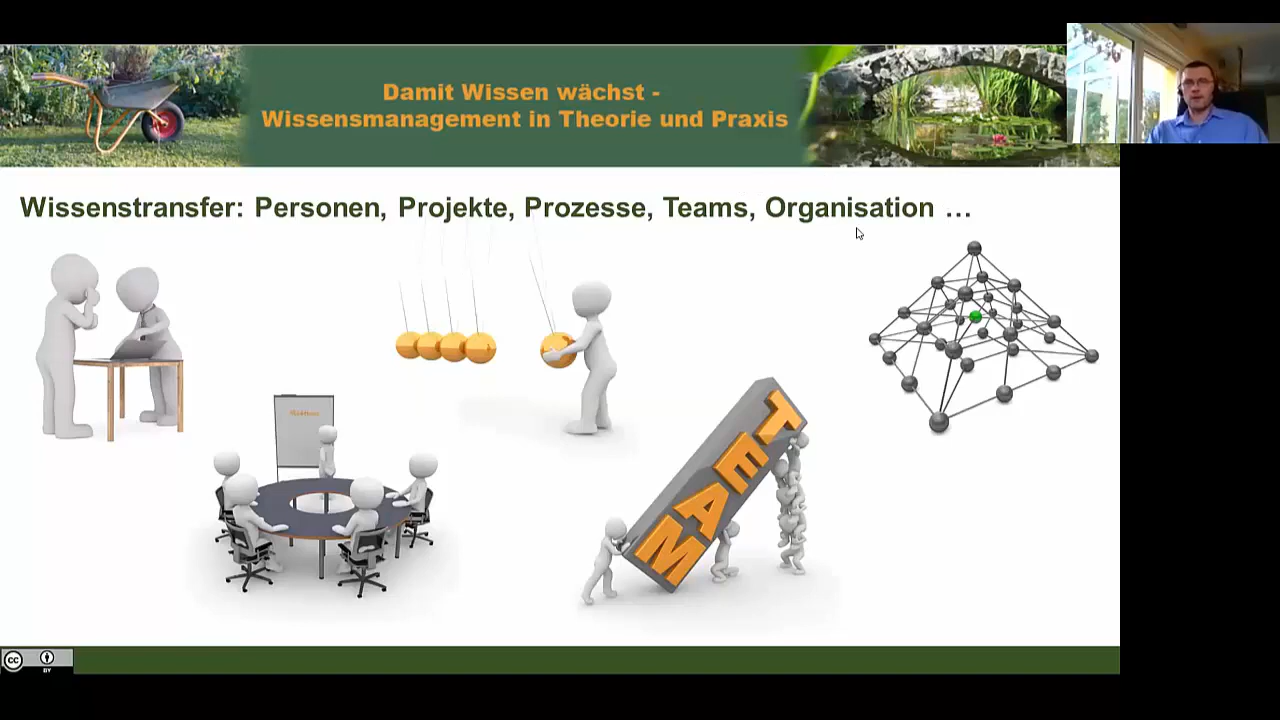 Damit Wissen wächst -
Wissensmanagement in Theorie und Praxis
Wissenstransfer: Personen, Projekte, Prozesse, Teams, Organisation …
TEAM
cc
BY